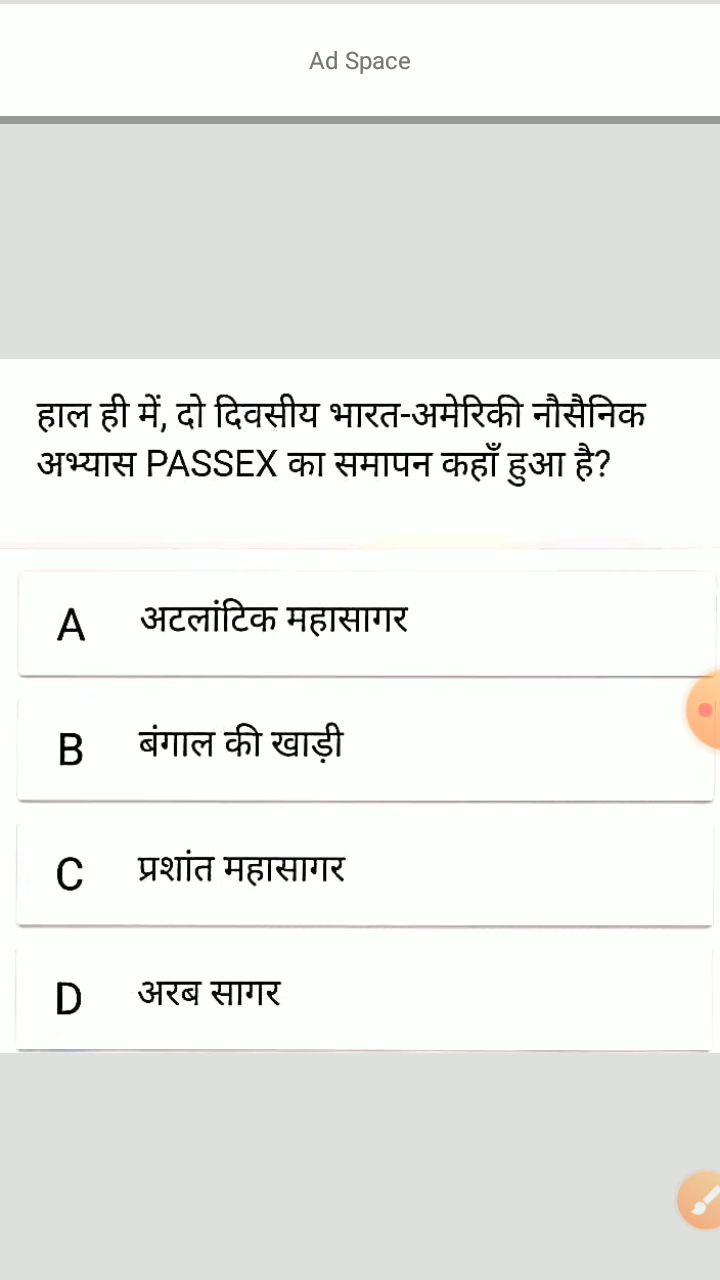 Ad Space
हाल ही में, दो दिवसीय भारत-अमेरिकी नौसैनिक
अभ्यास PASSEX का समापन कहाँ हुआ है?
A अटलांटिक महासागर
B बंगाल की खाड़ी
C प्रशांत महासागर
D अरब सागर